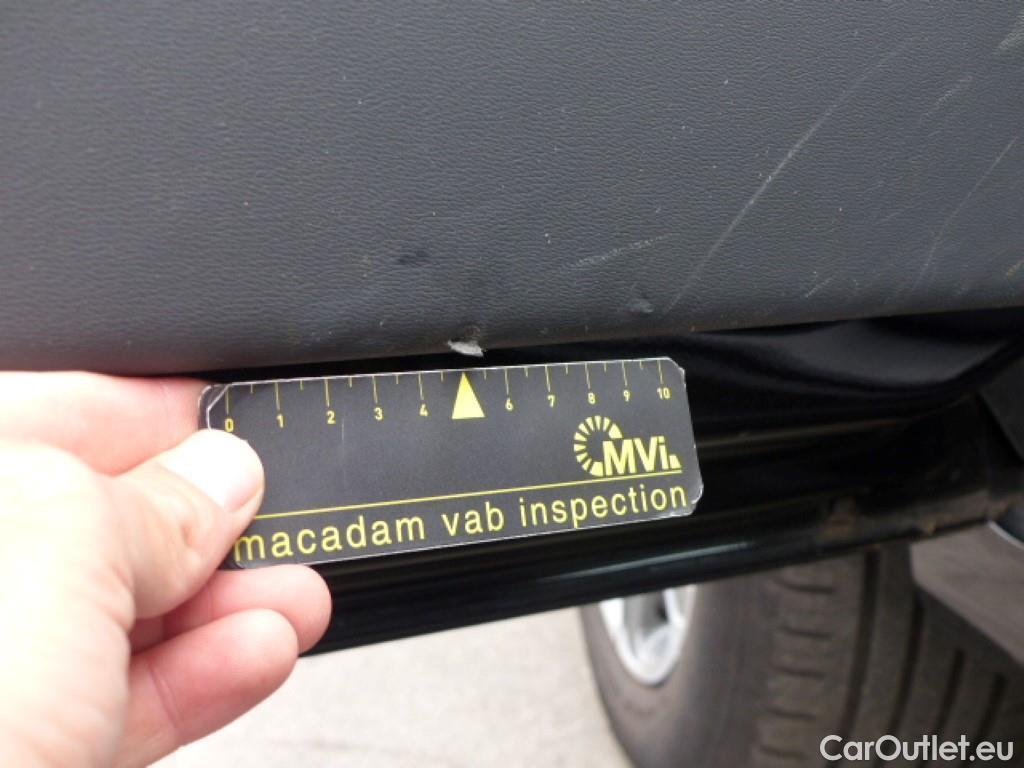 0 1 2 3 4 6 7 8 9 10
MVi.
macadam vab inspection
CarOutlet.eu